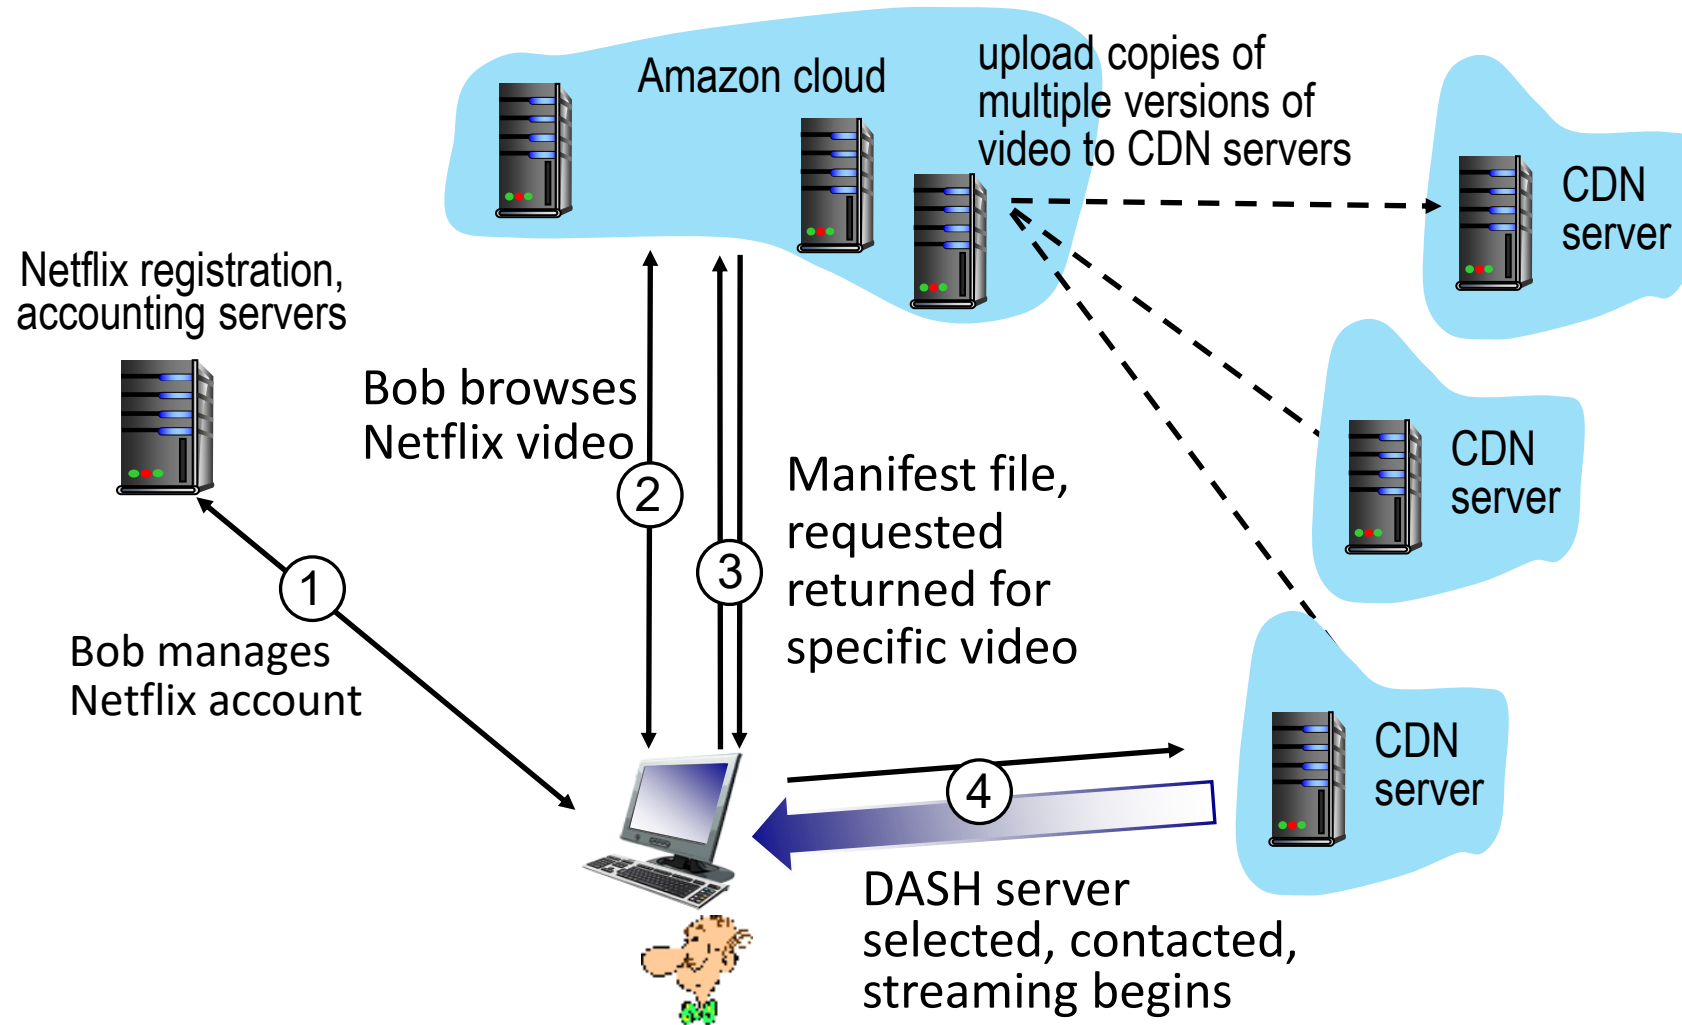 Amazon cloud
upload copies of
multiple versions of
video to CDN servers
CDN
server
Netflix registration,
accounting servers
Bob browses
Netflix video
2
3
Manifest file,
requested
returned for
specific video
CDN
server
1
Bob manages
Netflix account
4
CDN
server
DASH server
selected, contacted,
streaming begins